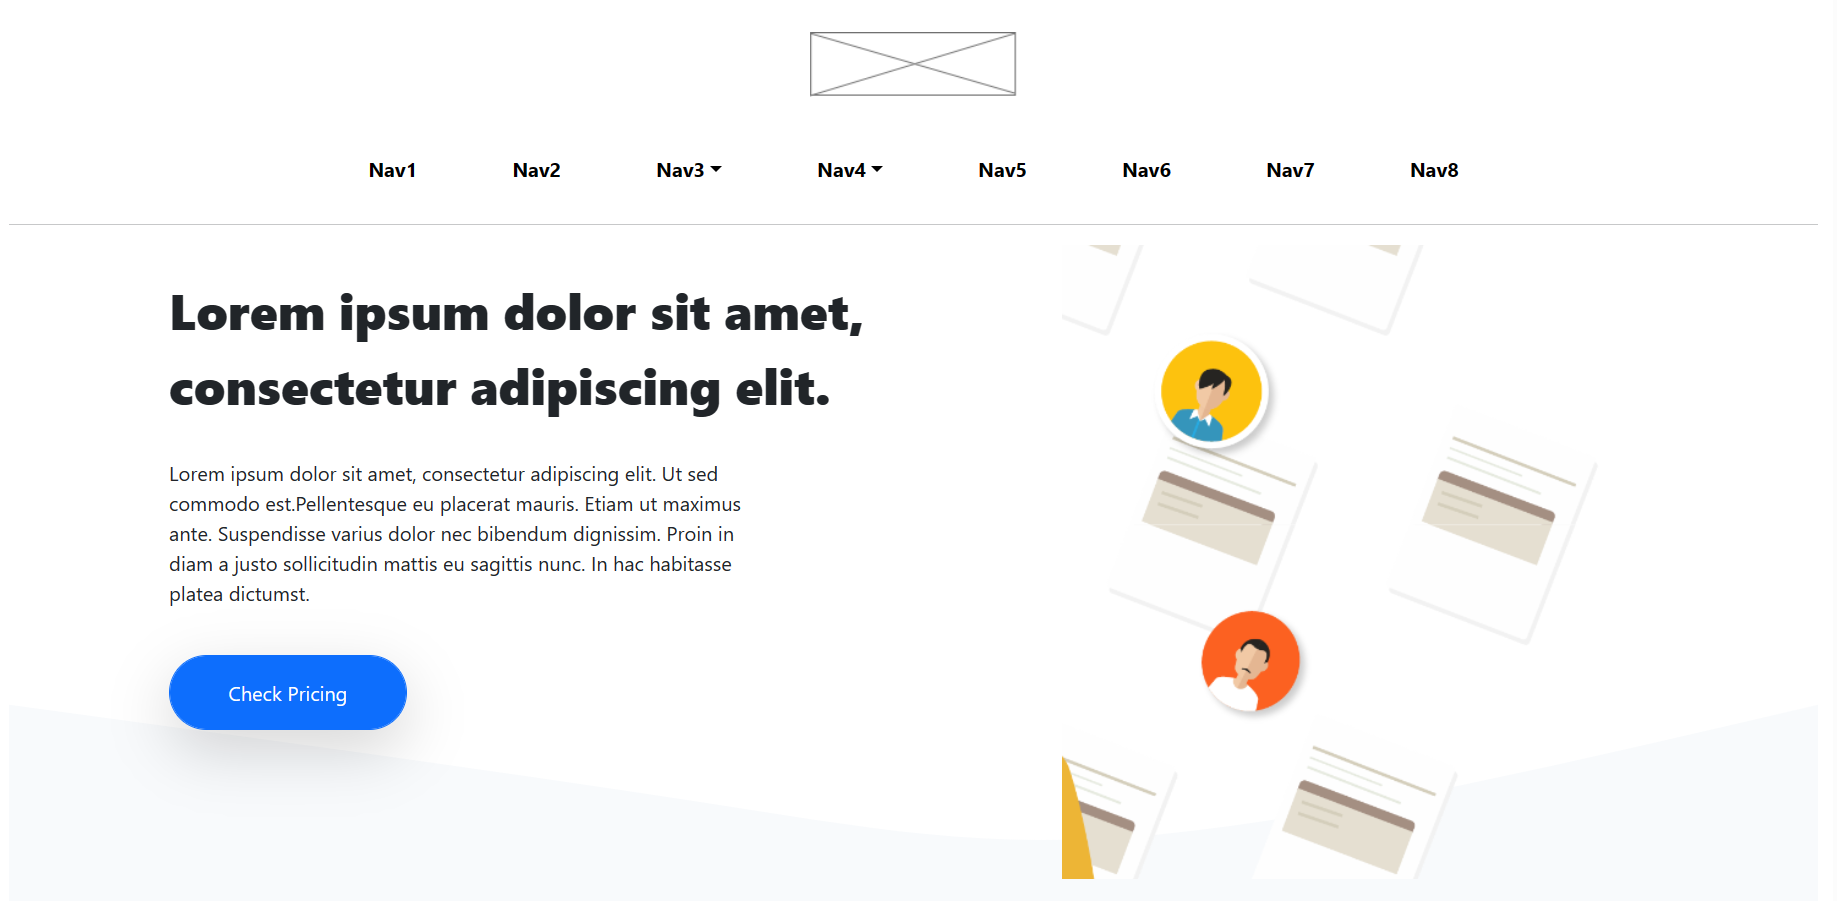 Nav1 Nav2 Nav3 Nav4 Nav5 Nav6 Nav7 Nav8
Lorem ipsum dolor sit amet,
consectetur adipiscing elit.
Lorem ipsum dolor sit amet, consectetur adipiscing elit. Ut sed
commodo est.Pellentesque eu placerat mauris. Etiam ut maximus
ante. Suspendisse varius dolor nec bibendum dignissim. Proin in
diam a justo sollicitudin mattis eu sagittis nunc. In hac habitasse
platea dictumst.
Check Pricing